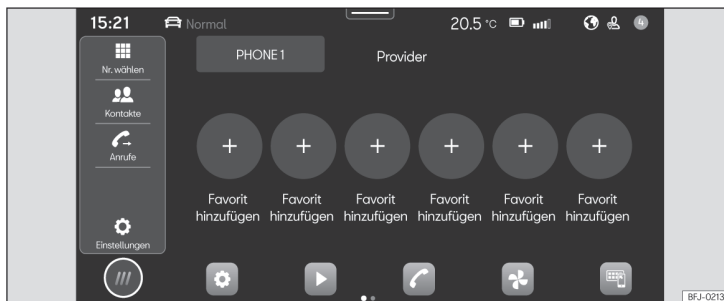 15:21 Normal 20.5 °C 4
PHONE 1 Provider
Nr. wählen
Kontakte
Anrufe
Einstellungen
Favorit Favorit Favorit Favorit Favorit Favorit
hinzufügen hinzufügen hinzufügen hinzufügen hinzufügen hinzufügen
BFJ-0213